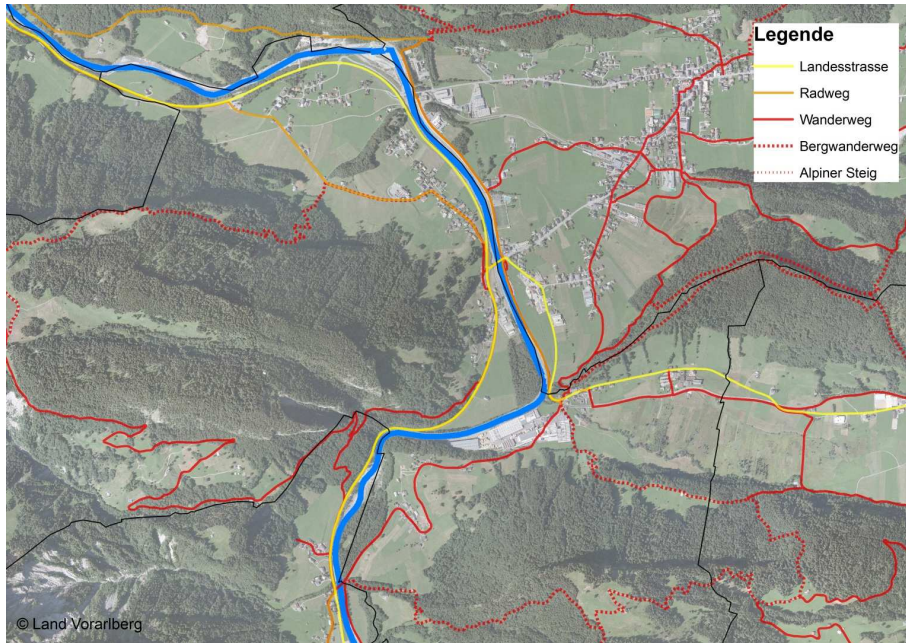 Legende
Landesstrasse
Radweg
Wanderweg
Bergwanderweg
Alpiner Steig
© Land Vorarlberg